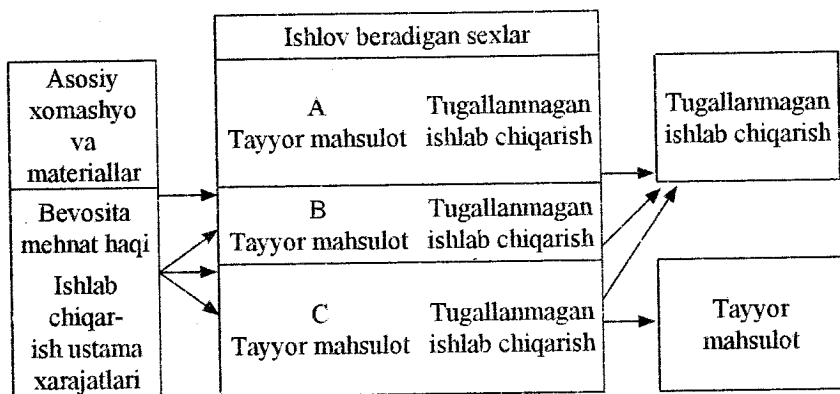 Ishlov beradigan sexlar
Asosiy
xomashyo
va
materiallar
Bevosita
mehnat haqi
Ishlab
chiqar-
ish ustama
xarajatlari
A Tugallanmagan
Tayyor mahsulot ishlab chiqarish
B Tugallanmagan
Tayyor mahsulot ishlab chiqarish
C Tugallanmagan
Tayyor mahsulot ishlab chiqarish
Tugallanmagan
ishlab chiqarish
Tayyor
mahsulot